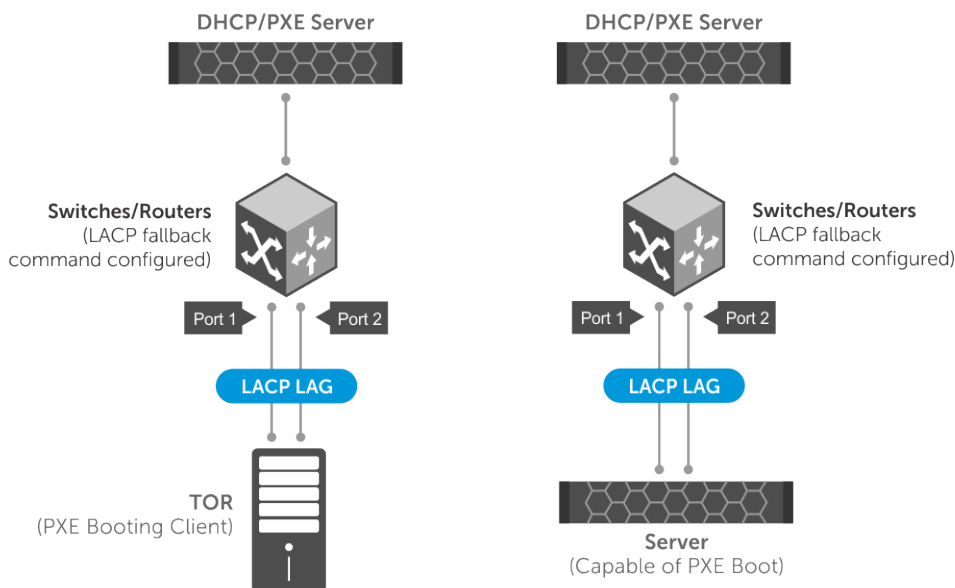 DHCP/PXE Server
Switches/Routers
(LACP fallback
command configured)
Port 1
Port 2
LACP LAG
TOR
(PXE Booting Client)
DHCP/PXE Server
Switches/Routers
(LACP fallback
command configured)
Port 1
Port 2
LACP LAG
Server
(Capable of PXE Boot)